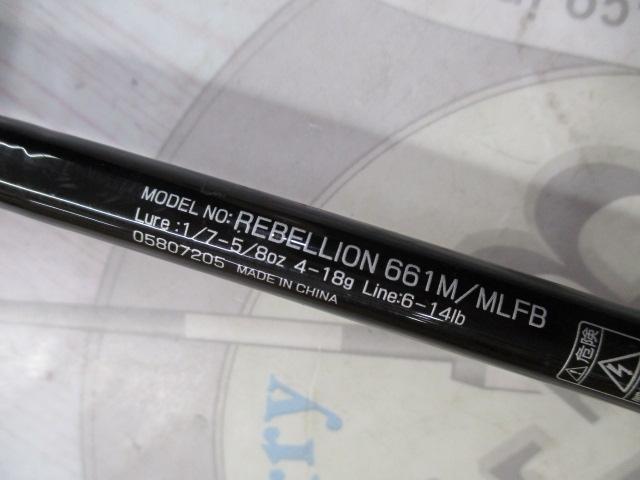 MODEL NO: REBELLION 661M/MLFB
Lure :1/7-5/8oz 4-18g Line:6-14lb
05807205 MADE IN CHINA
危険
rry